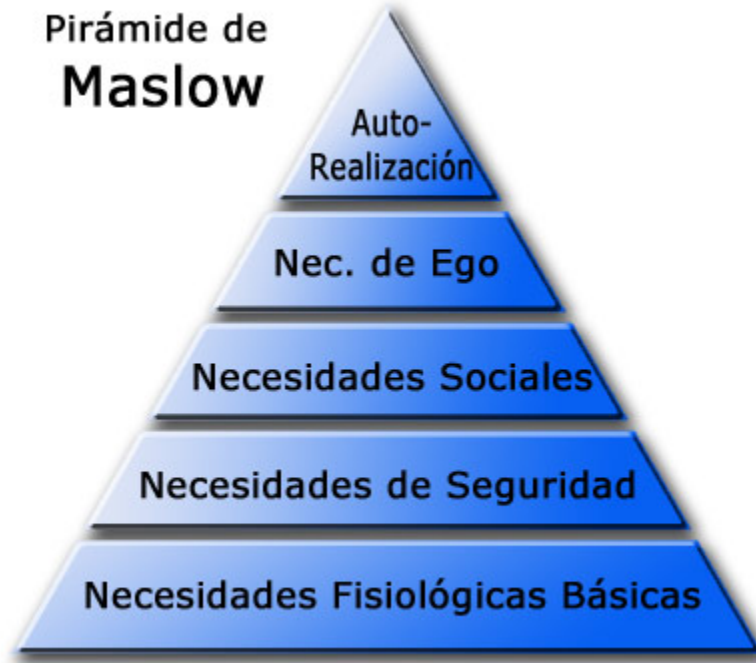 Pirámide de
Maslow
Auto-
Realización
Nec. de Ego
Necesidades Sociales
Necesidades de Seguridad
Necesidades Fisiológicas Básicas